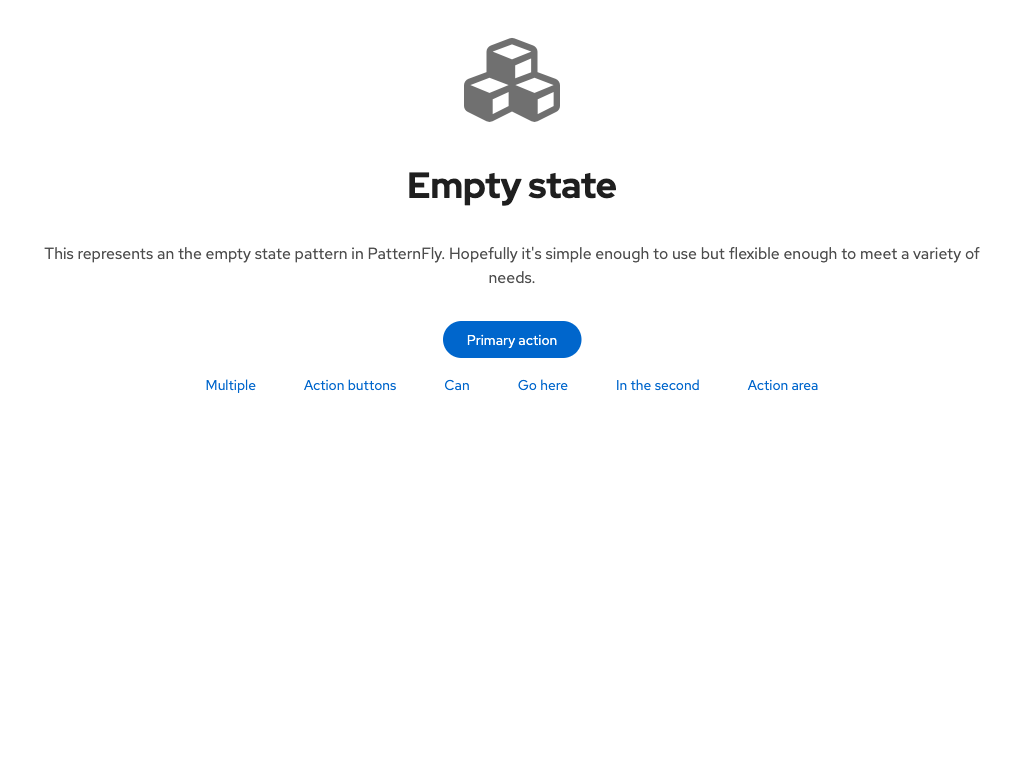 Empty state
This represents an the empty state pattern in PatternFly. Hopefully it's simple enough to use but flexible enough to meet a variety of
needs.
Primary action
Multiple Action buttons Can Go here In the second Action area